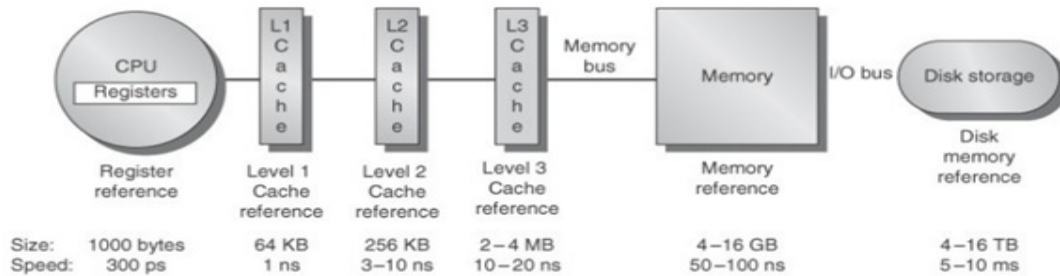 CPU
Registers
L1
Cache
L2
Cache
L3
Cache
Memory
bus
Memory
I/O bus
Disk storage
Register
reference
Level 1
Cache
reference
Level 2
Cache
reference
Level 3
Cache
reference
Memory
reference
Disk
memory
reference
Size: 1000 bytes 64 KB 256 KB 2–4 MB 4–16 GB 4–16 TB
Speed: 300 ps 1 ns 3–10 ns 10–20 ns 50–100 ns 5–10 ms